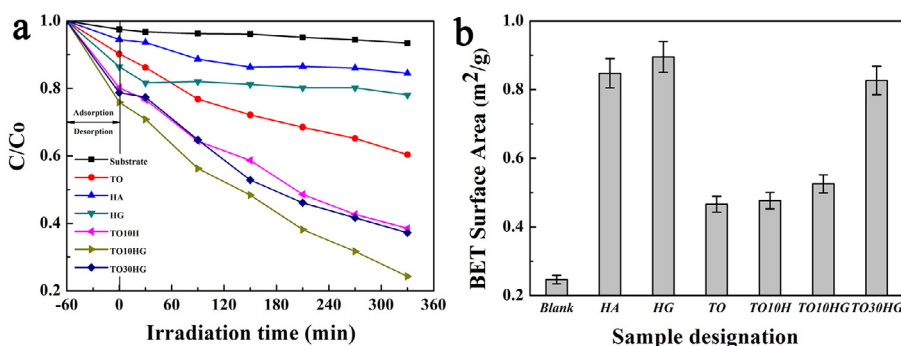 a
C/Co
1.0
0.8
0.6
0.4
0.2
Adsorption
Desorption
Substrate
TO
HA
HG
TO10H
TO10HG
TO30HG
-60 0 60 120 180 240 300 360
Irradiation time (min)
b
BET Surface Area (m²/g)
1.0
0.8
0.6
0.4
0.2
Blank HA HG TO TO10H TO10HG TO30HG
Sample designation